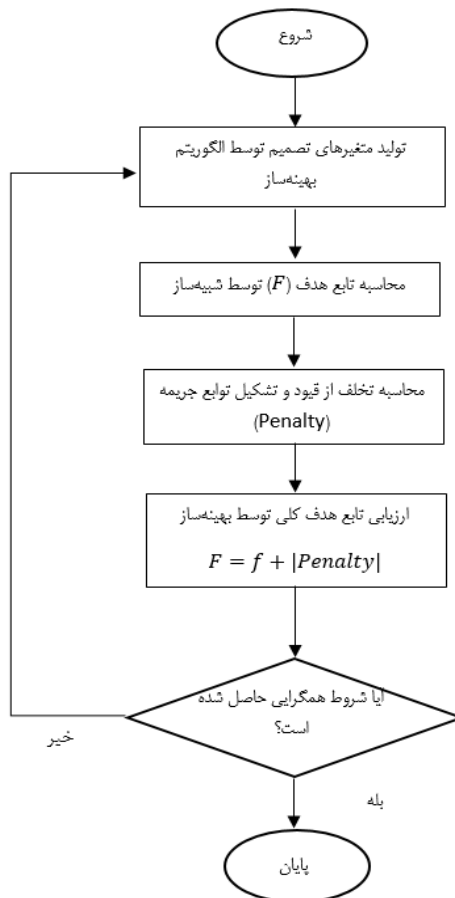 شروع
تولید متغیرهای تصمیم توسط الگوریتم
بهینه‌ساز
محاسبه تابع هدف (F) توسط شبیه‌ساز
محاسبه تخلف از قیود و تشکیل توابع جریمه
(Penalty)
ارزیابی تابع هدف کلی توسط بهینه‌ساز
F = f + |Penalty|
آیا شروط همگرایی حاصل شده
است؟
خیر
بله
پایان